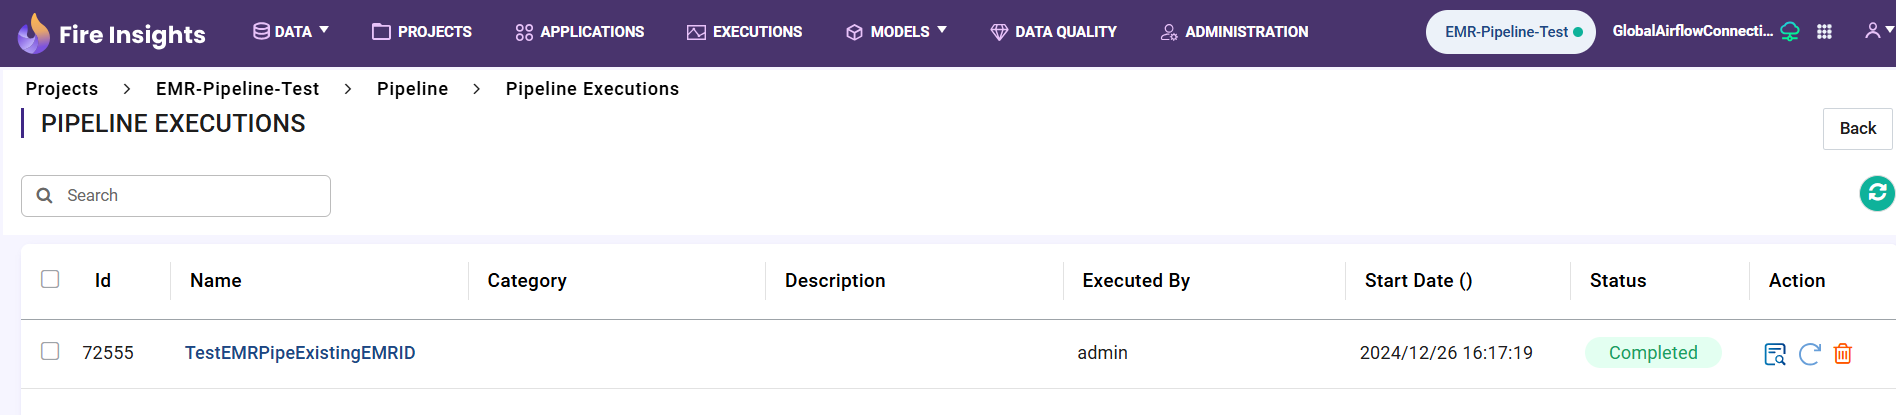 Fire Insights DATA PROJECTS APPLICATIONS EXECUTIONS MODELS DATA QUALITY ADMINISTRATION EMR-Pipeline-Test GlobalAirflowConnecti...
Projects > EMR-Pipeline-Test > Pipeline > Pipeline Executions
PIPELINE EXECUTIONS
Back
Search
Id Name Category Description Executed By Start Date () Status Action
72555 TestEMRPipeExistingEMRID admin 2024/12/26 16:17:19 Completed